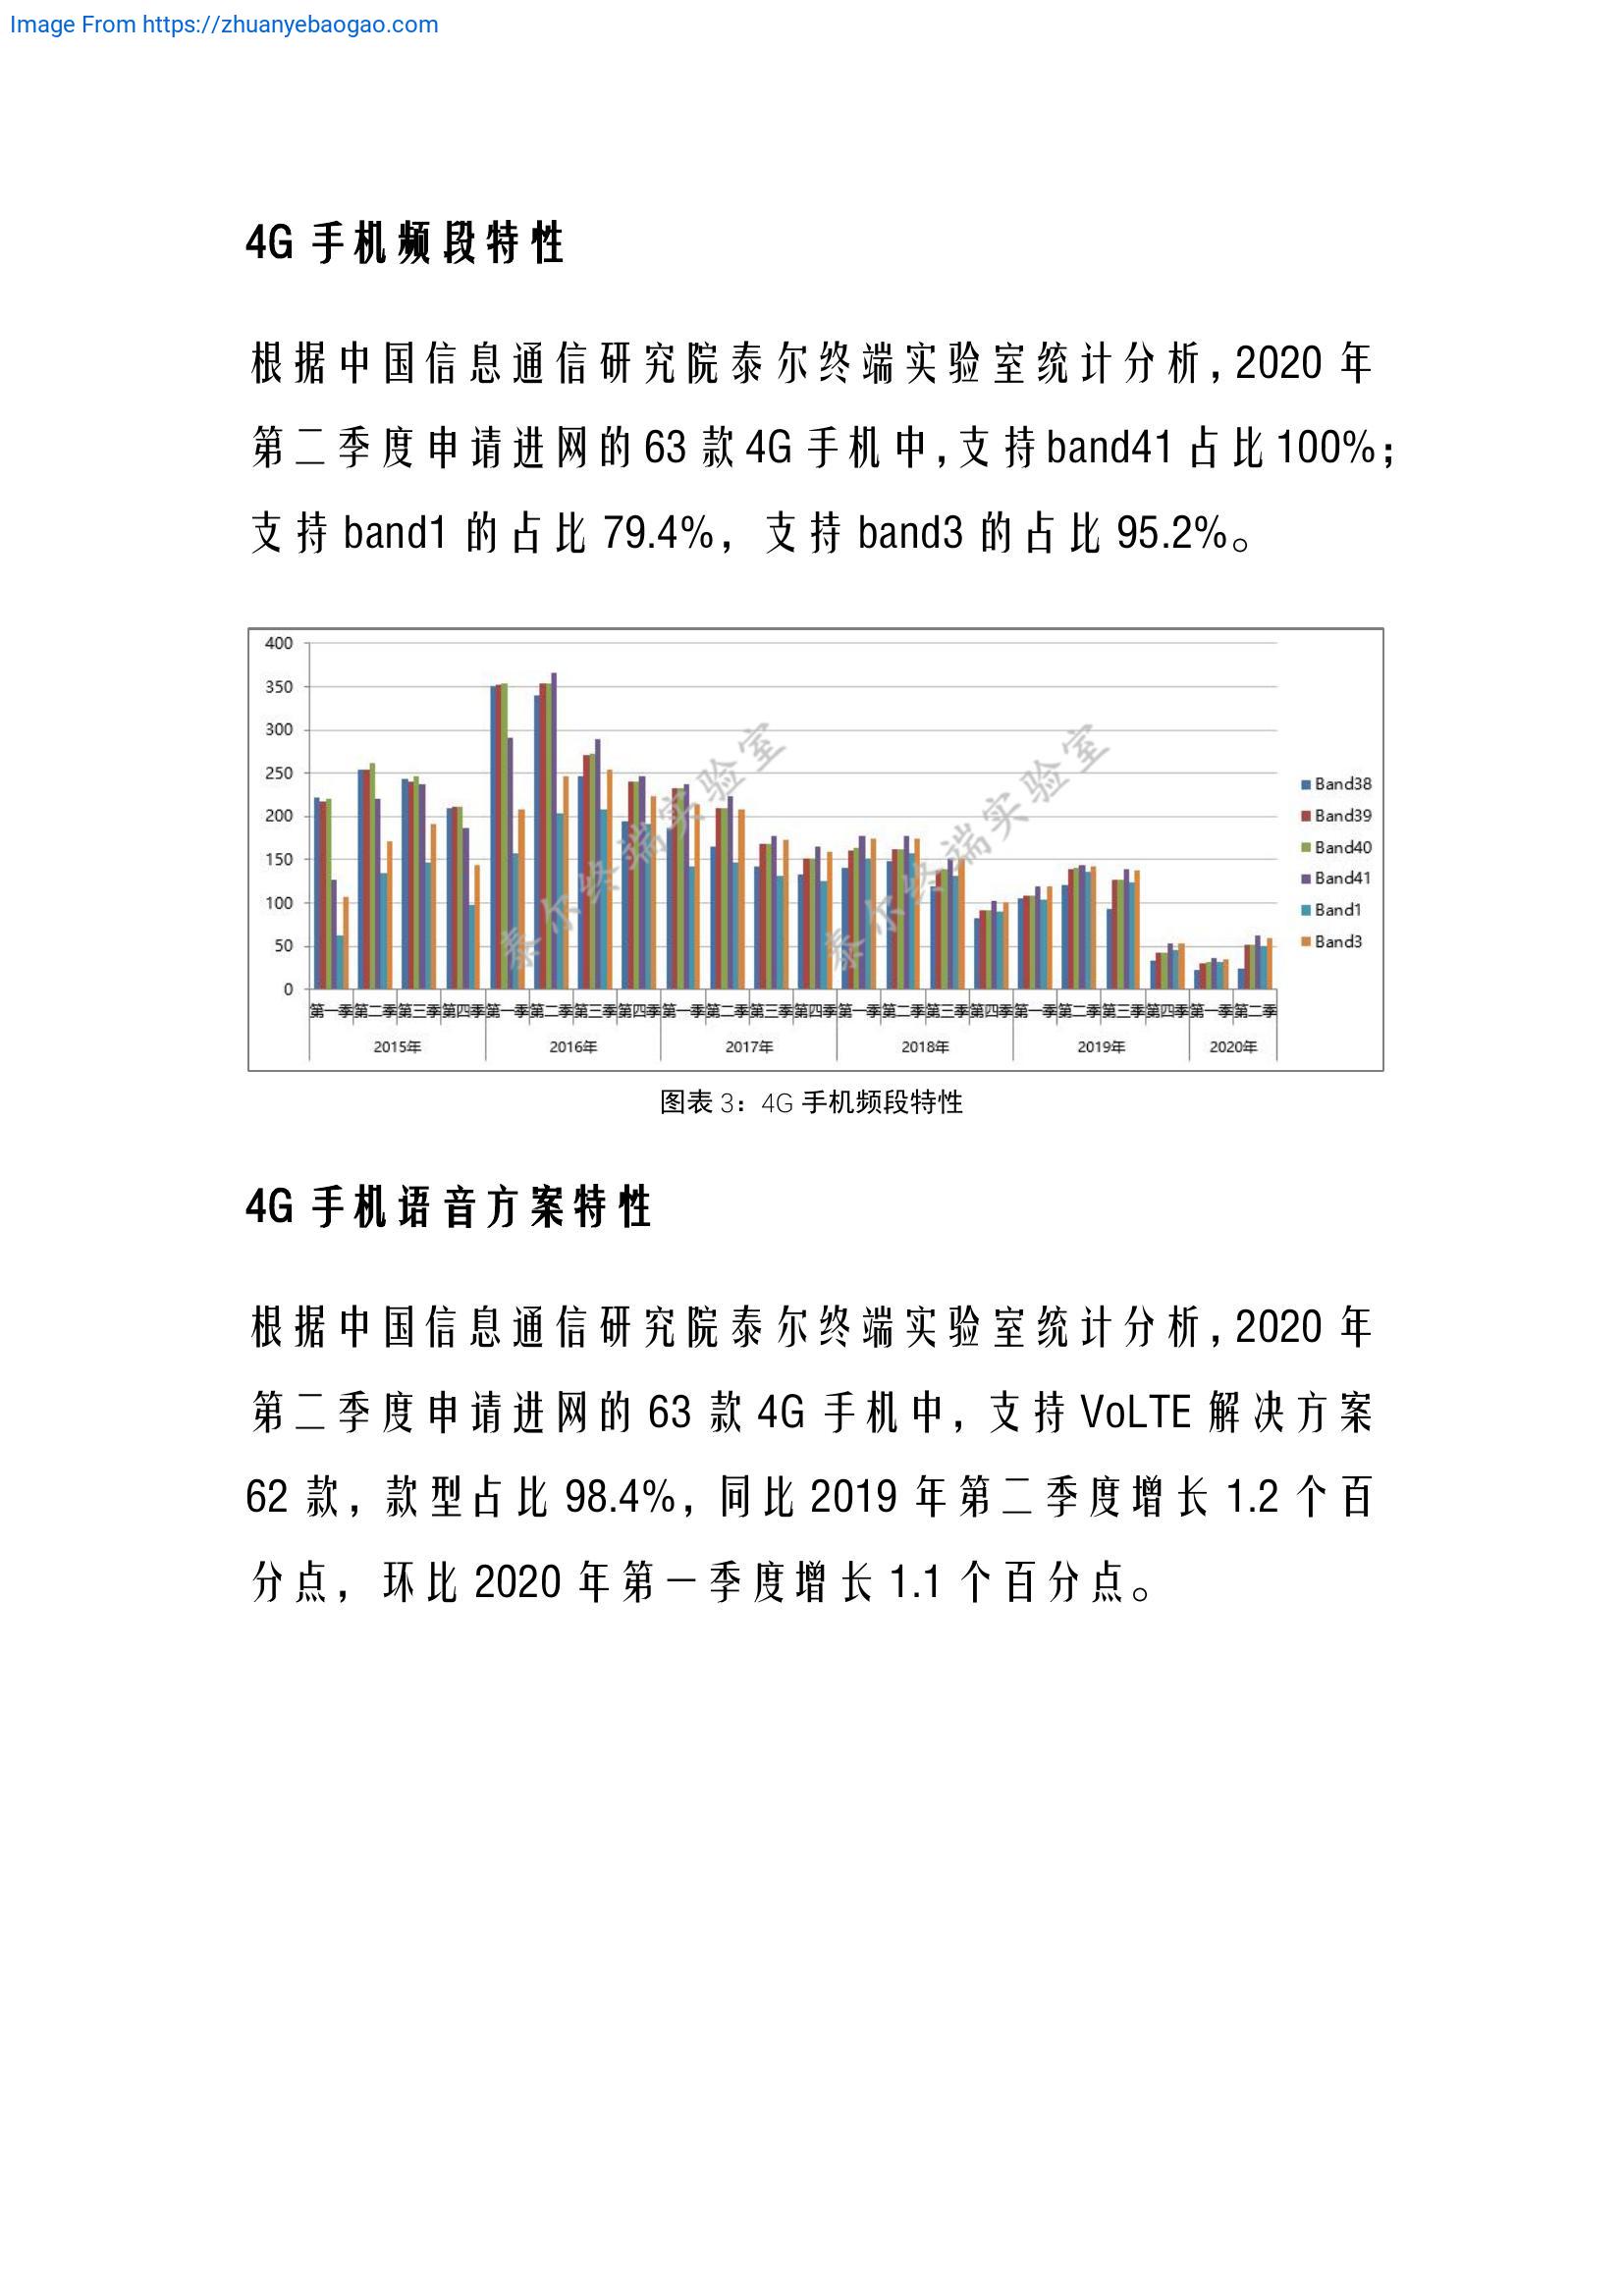 Image From https://zhuanyebaogao.com
4G 手机频段特性
根据中国信息通信研究院泰尔终端实验室统计分析，2020 年
第二季度申请进网的 63 款 4G 手机中，支持 band41 占比 100%；
支持 band1 的占比 79.4%，支持 band3 的占比 95.2%。
400
350
300
250
200
150
100
50
0
泰尔终端实验室
泰尔终端实验室
Band38
Band39
Band40
Band41
Band1
Band3
第一季 第二季 第三季 第四季 第一季 第二季 第三季 第四季 第一季 第二季 第三季 第四季 第一季 第二季 第三季 第四季 第一季 第二季 第三季 第四季 第一季 第二季
2015年 2016年 2017年 2018年 2019年 2020年
图表 3：4G 手机频段特性
4G 手机语音方案特性
根据中国信息通信研究院泰尔终端实验室统计分析，2020 年
第二季度申请进网的 63 款 4G 手机中，支持 VoLTE 解决方案
62 款，款型占比 98.4%，同比 2019 年第二季度增长 1.2 个百
分点，环比 2020 年第一季度增长 1.1 个百分点。